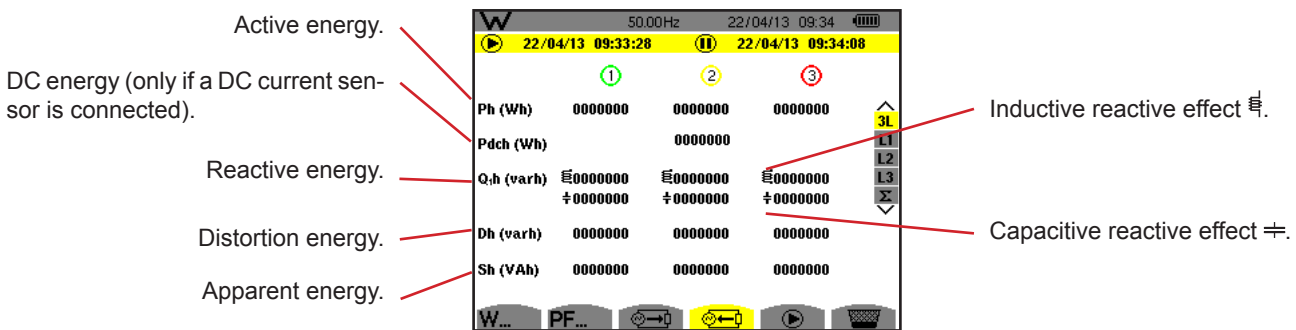 Active energy.
DC energy (only if a DC current sen-
sor is connected).
Reactive energy.
Distortion energy.
Apparent energy.
W 50.00Hz 22/04/13 09:34
22/04/13 09:33:28 22/04/13 09:34:08
1 2 3
Ph (Wh) 0000000 0000000 0000000
Pdch (Wh) 0000000
Q₁h (varh) 0000000 0000000 0000000
0000000 0000000 0000000
Dh (varh) 0000000 0000000 0000000
Sh (VAh) 0000000 0000000 0000000
3L
L1
L2
L3
Σ
W... PF...
Inductive reactive effect .
Capacitive reactive effect .